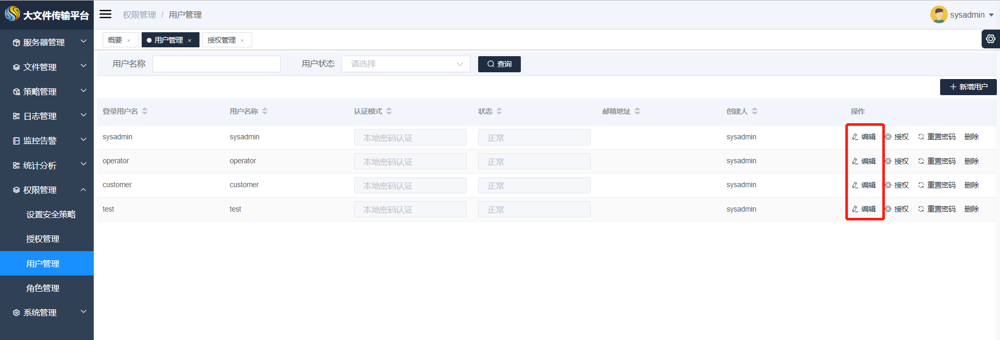 大文件传输平台
权限管理 / 用户管理
sysadmin
概要 ×
用户管理 ×
授权管理 ×
服务器管理
文件管理
策略管理
日志管理
监控告警
统计分析
权限管理
设置安全策略
授权管理
用户管理
角色管理
系统管理
用户名称
用户状态 请选择 查询
新增用户
登录用户名 用户名称 认证模式 状态 邮箱地址 创建人 操作
sysadmin sysadmin 本地密码认证 正常 sysadmin 编辑 授权 重置密码 删除
operator operator 本地密码认证 正常 sysadmin 编辑 授权 重置密码 删除
customer customer 本地密码认证 正常 sysadmin 编辑 授权 重置密码 删除
test test 本地密码认证 正常 sysadmin 编辑 授权 重置密码 删除